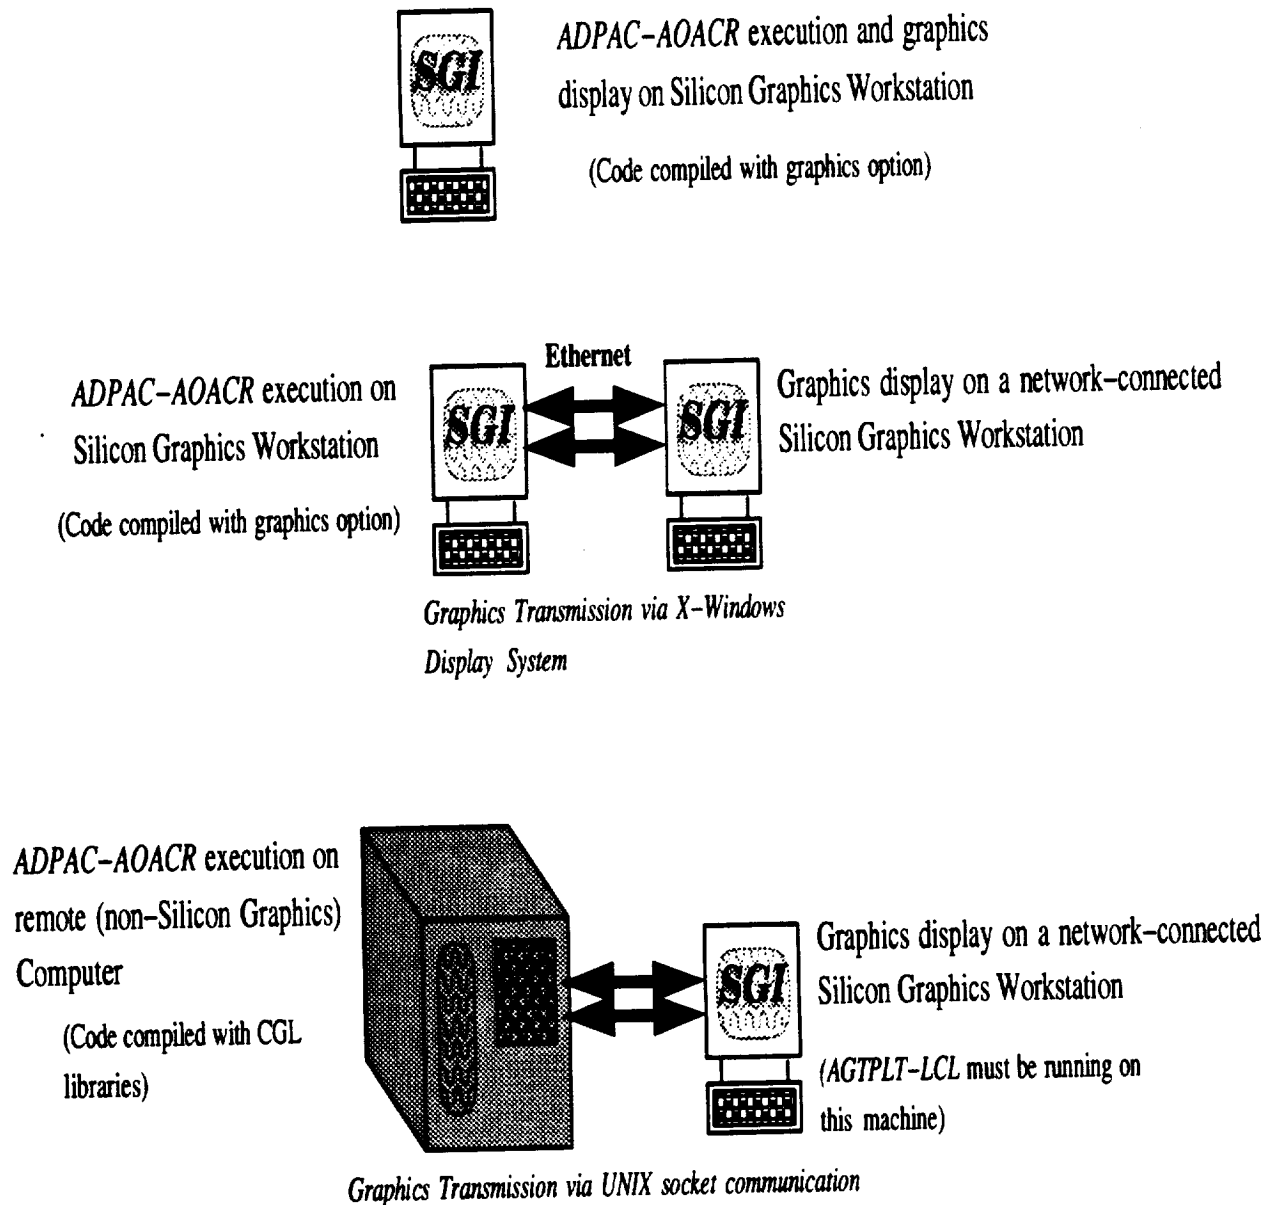 SGI
ADPAC-AOACR execution and graphics
display on Silicon Graphics Workstation
(Code compiled with graphics option)
Ethernet
ADPAC-AOACR execution on
Silicon Graphics Workstation
(Code compiled with graphics option)
SGI
SGI
Graphics display on a network-connected
Silicon Graphics Workstation
Graphics Transmission via X-Windows
Display System
ADPAC-AOACR execution on
remote (non-Silicon Graphics)
Computer
(Code compiled with CGL
libraries)
SGI
Graphics display on a network-connected
Silicon Graphics Workstation
(AGTPLT-LCL must be running on
this machine)
Graphics Transmission via UNIX socket communication